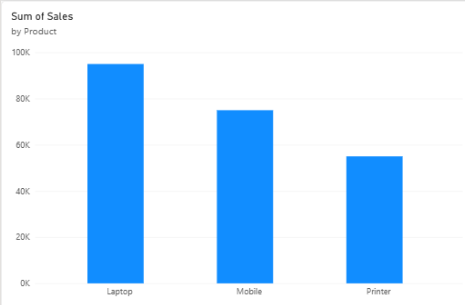 Sum of Sales
by Product
100K
80K
60K
40K
20K
0K
Laptop Mobile Printer